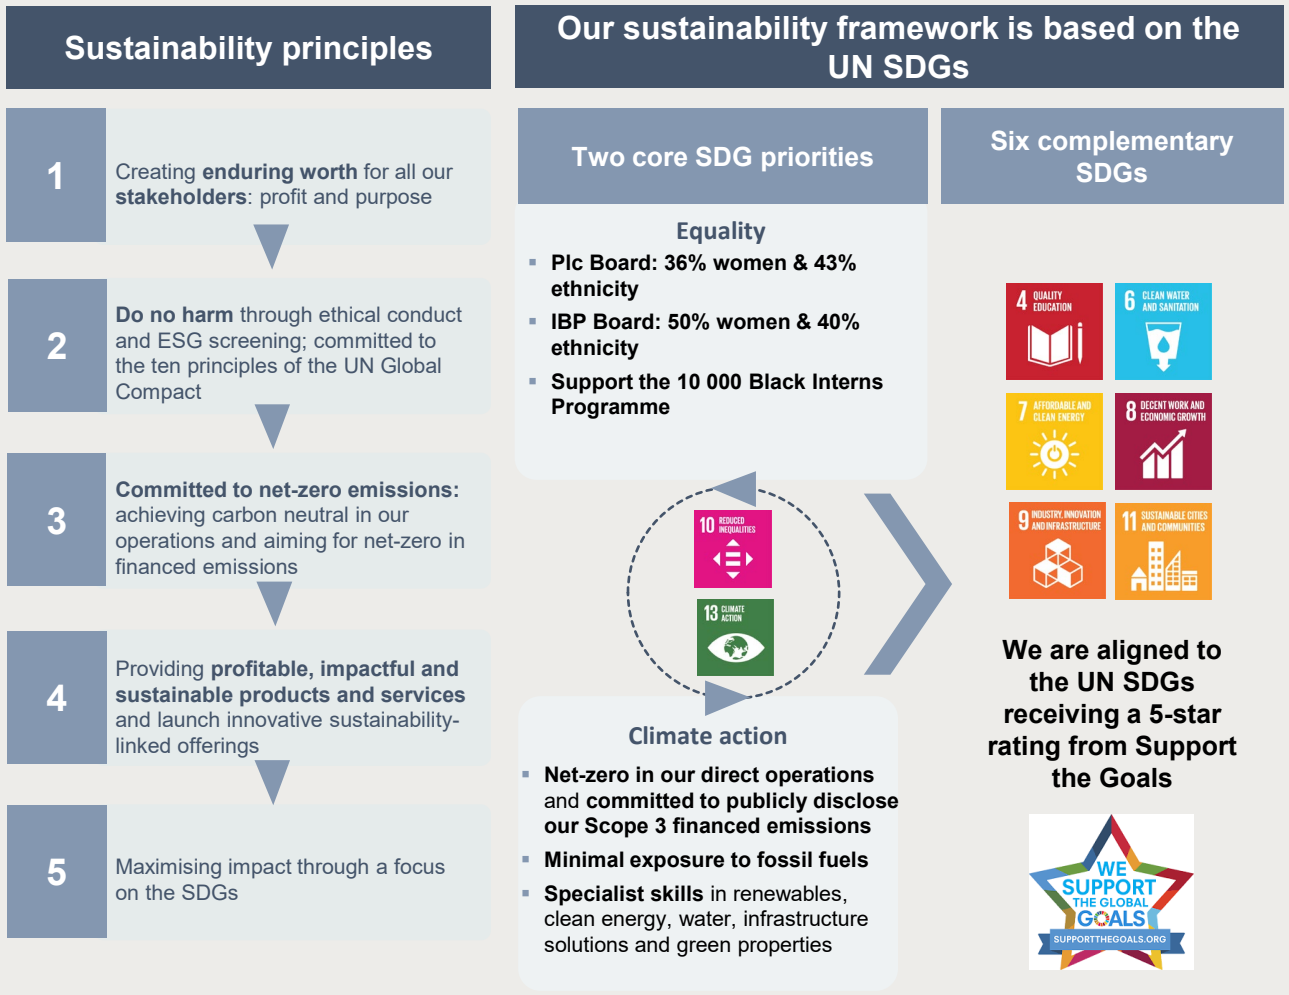 Sustainability principles
1
Creating enduring worth for all our
stakeholders: profit and purpose
2
Do no harm through ethical conduct
and ESG screening; committed to
the ten principles of the UN Global
Compact
3
Committed to net-zero emissions:
achieving carbon neutral in our
operations and aiming for net-zero in
financed emissions
4
Providing profitable, impactful and
sustainable products and services
and launch innovative sustainability-
linked offerings
5
Maximising impact through a focus
on the SDGs
Our sustainability framework is based on the
UN SDGs
Two core SDG priorities
Equality
▪ Plc Board: 36% women & 43%
ethnicity
▪ IBP Board: 50% women & 40%
ethnicity
▪ Support the 10 000 Black Interns
Programme
10 REDUCED
INEQUALITIES
13 CLIMATE
ACTION
Climate action
▪ Net-zero in our direct operations
and committed to publicly disclose
our Scope 3 financed emissions
▪ Minimal exposure to fossil fuels
▪ Specialist skills in renewables,
clean energy, water, infrastructure
solutions and green properties
Six complementary
SDGs
4 QUALITY
EDUCATION
6 CLEAN WATER
AND SANITATION
7 AFFORDABLE AND
CLEAN ENERGY
8 DECENT WORK AND
ECONOMIC GROWTH
9 INDUSTRY, INNOVATION
AND INFRASTRUCTURE
11 SUSTAINABLE CITIES
AND COMMUNITIES
We are aligned to
the UN SDGs
receiving a 5-star
rating from Support
the Goals
WE
SUPPORT
THE GLOBAL
GOALS
SUPPORTTHEGOALS.ORG